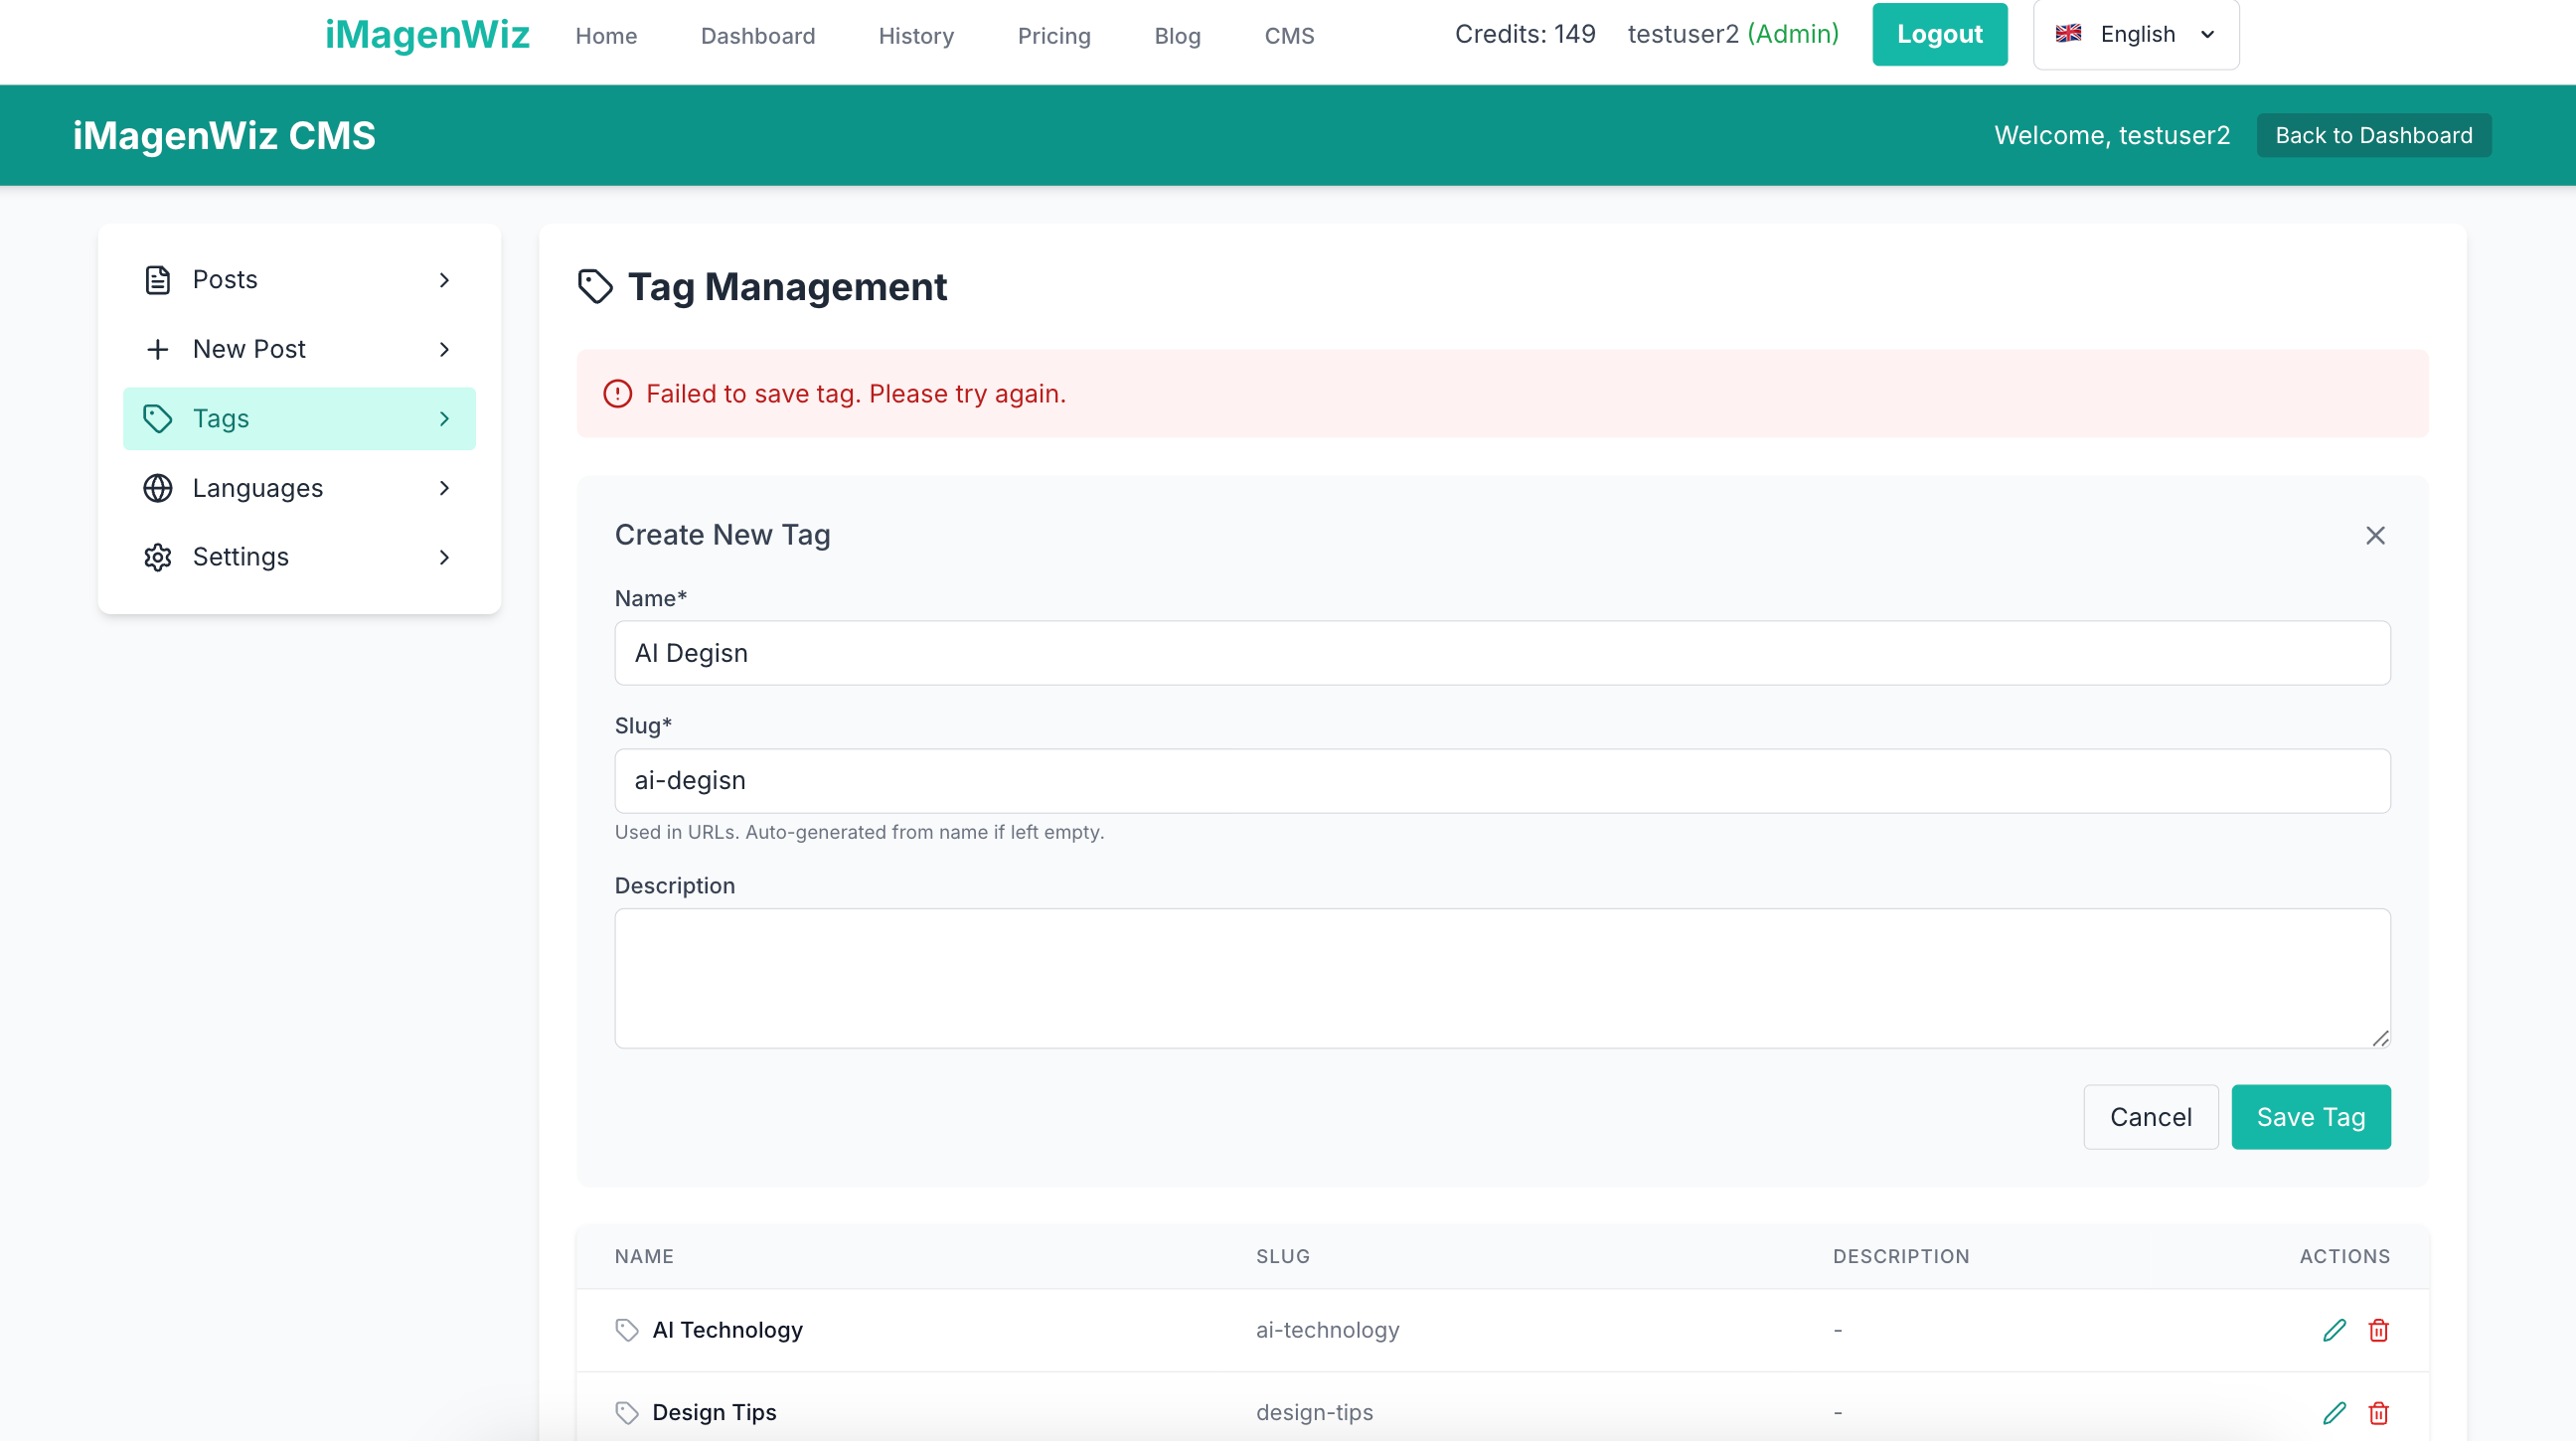 iMagenWiz Home Dashboard History Pricing Blog CMS Credits: 149 testuser2 (Admin) Logout English
iMagenWiz CMS Welcome, testuser2 Back to Dashboard
Posts
New Post
Tags
Languages
Settings
Tag Management
Failed to save tag. Please try again.
Create New Tag
Name*
AI Degisn
Slug*
ai-degisn
Used in URLs. Auto-generated from name if left empty.
Description
Cancel Save Tag
NAME SLUG DESCRIPTION ACTIONS
AI Technology ai-technology -
Design Tips design-tips -